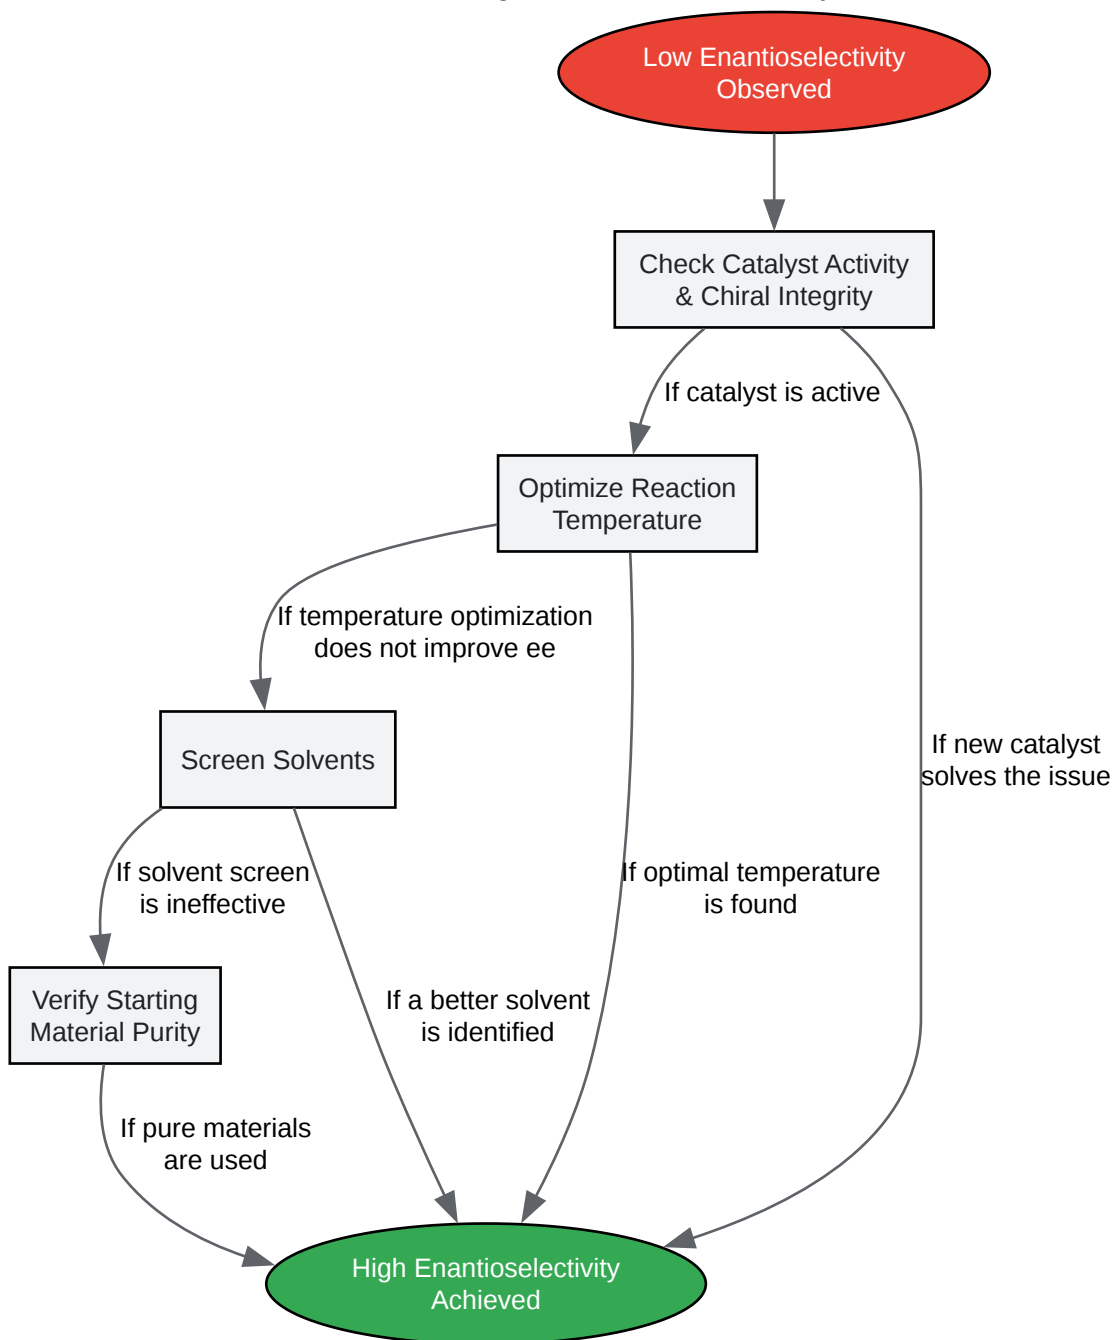 Low Enantioselectivity
Observed
Check Catalyst Activity
& Chiral Integrity
If catalyst is active
Optimize Reaction
Temperature
If temperature optimization
does not improve ee
Screen Solvents
If new catalyst
solves the issue
If solvent screen
is ineffective
If optimal temperature
is found
Verify Starting
Material Purity
If a better solvent
is identified
If pure materials
are used
High Enantioselectivity
Achieved